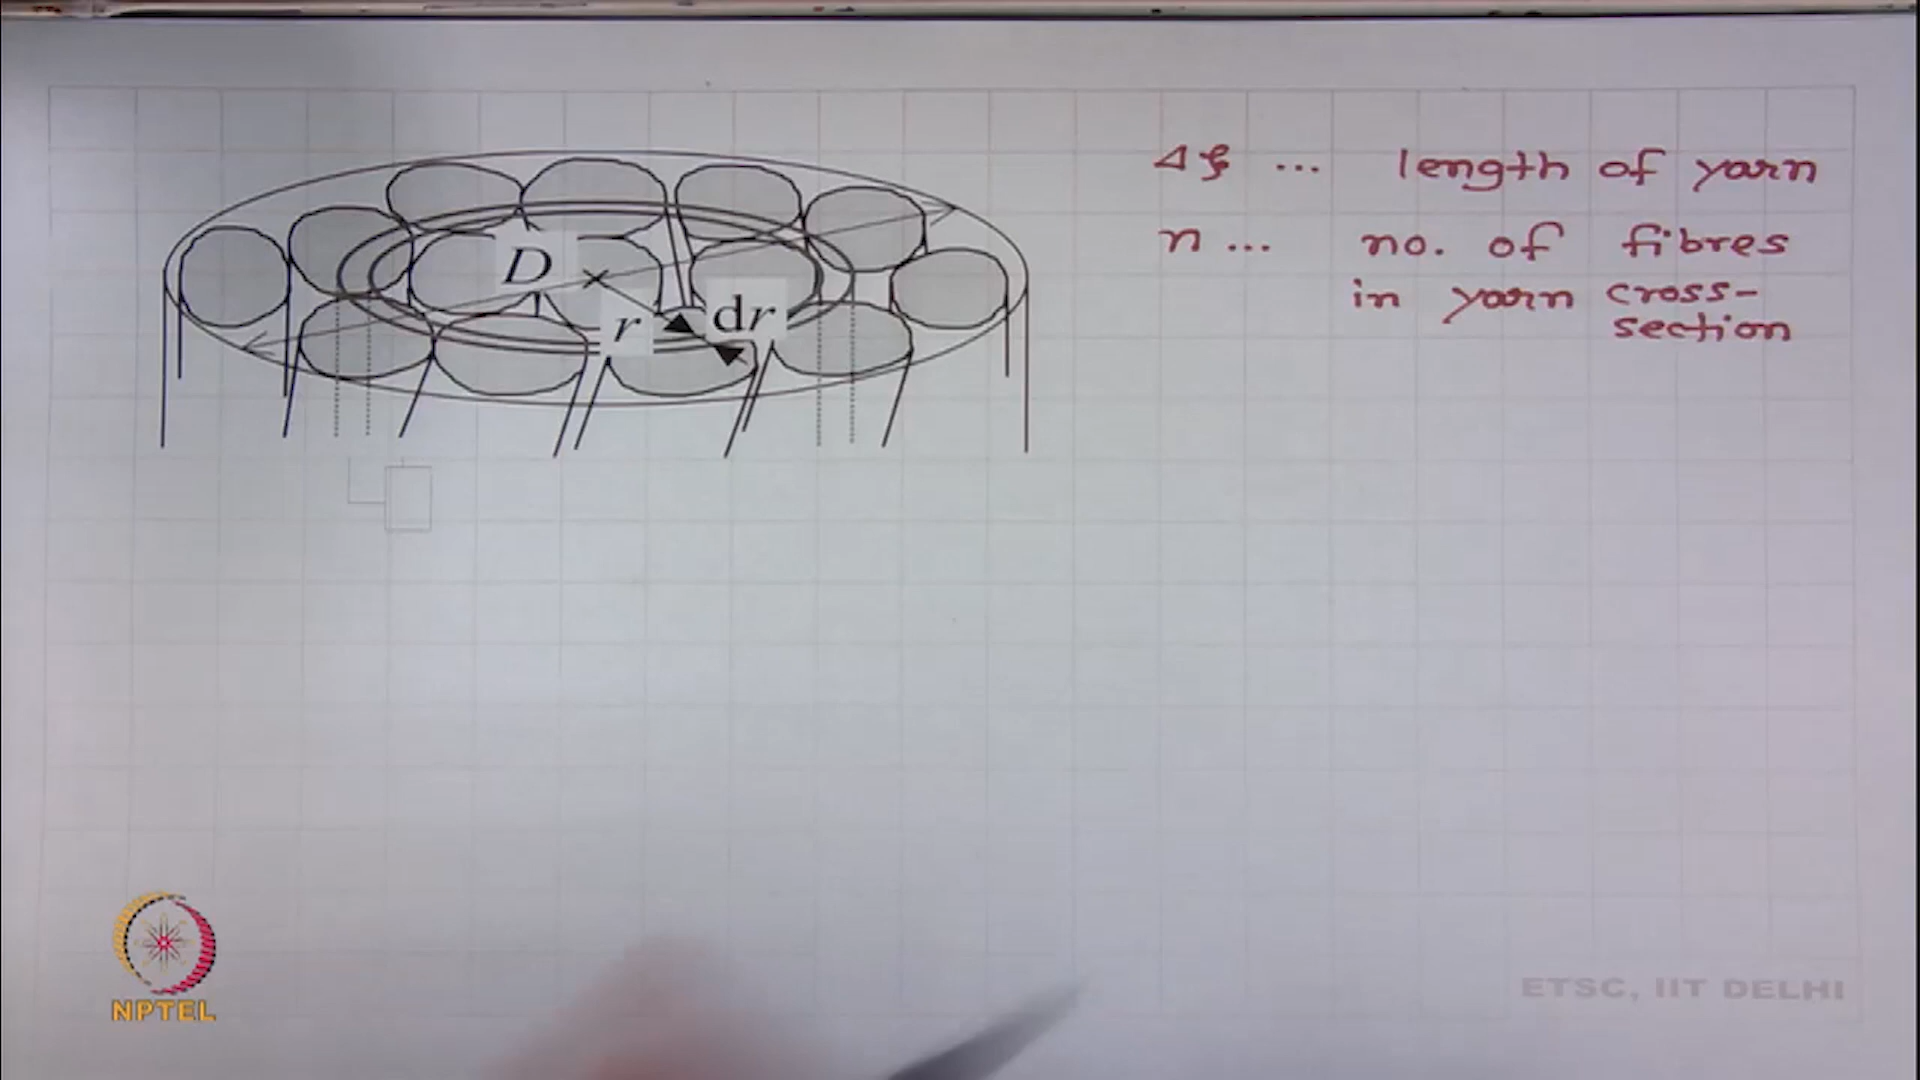 Δξ ... length of yarn
n ... no. of fibres
in yarn cross-
section
D
r
dr
NPTEL
ETSC, IIT DELHI